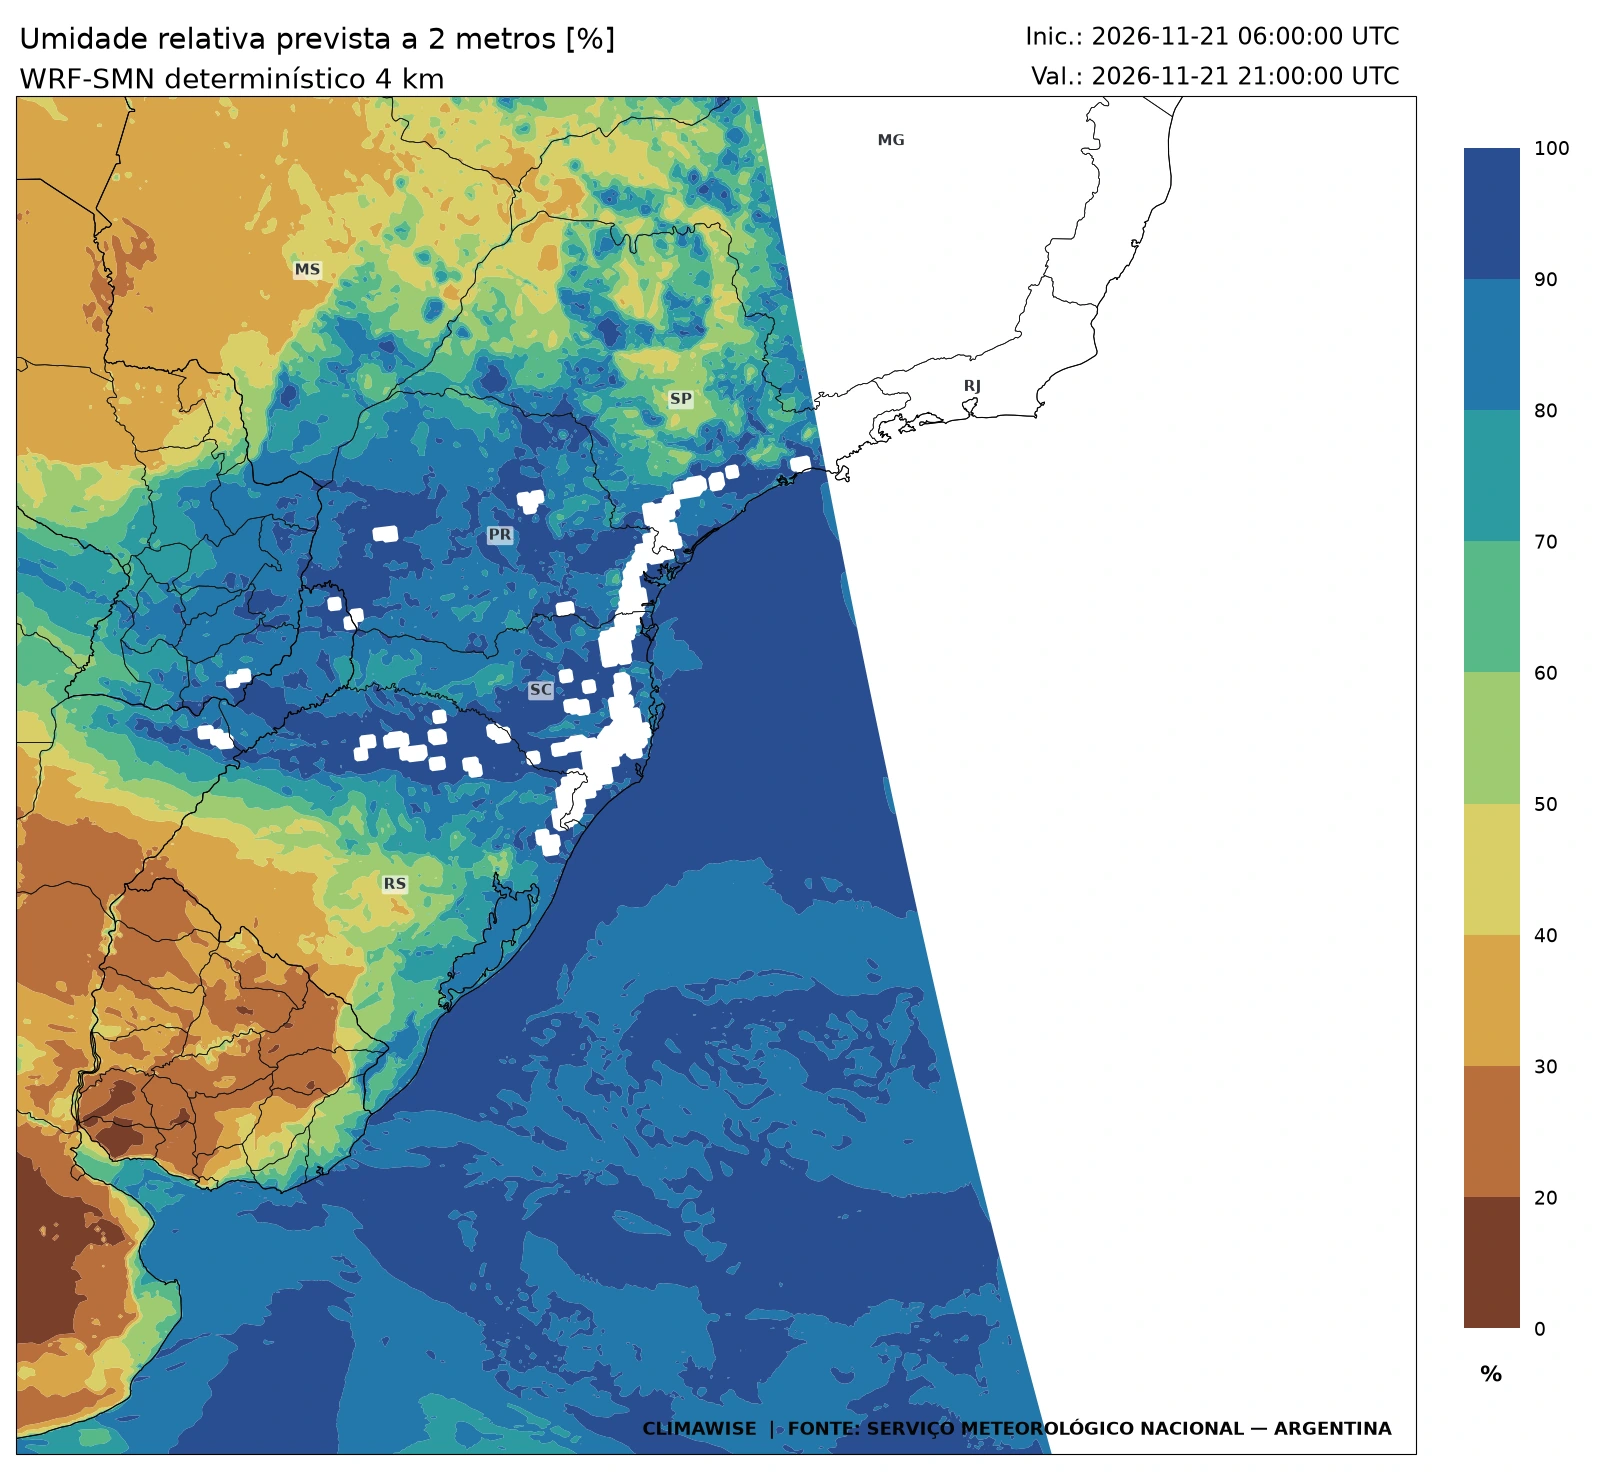 Umidade relativa prevista a 2 metros [%]
WRF-SMN determinístico 4 km
Inic.: 2026-11-21 06:00:00 UTC
Val.: 2026-11-21 21:00:00 UTC
MG
MS
RJ
SP
PR
SC
RS
100
90
80
70
60
50
40
30
20
0
%
CLIMAWISE | FONTE: SERVIÇO METEOROLÓGICO NACIONAL — ARGENTINA